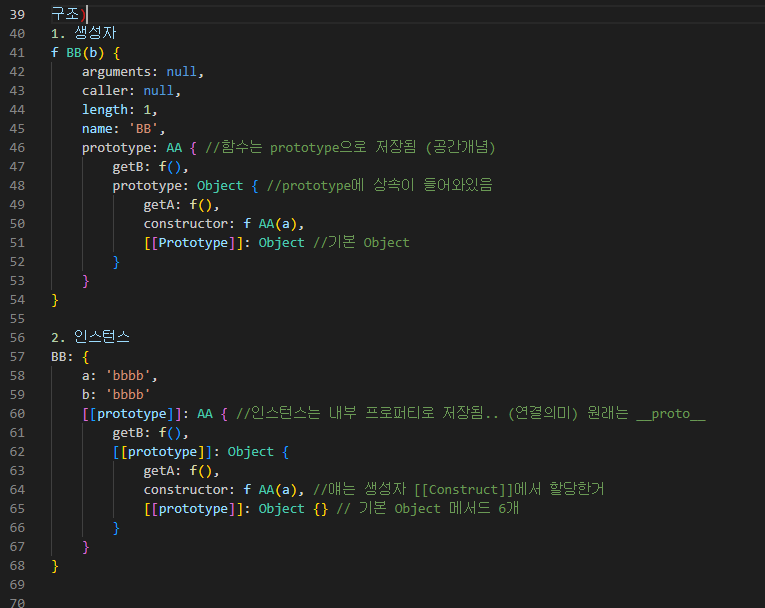 39 구조)
40 1. 생성자
41 f BB(b) {
42     arguments: null,
43     caller: null,
44     length: 1,
45     name: 'BB',
46     prototype: AA { //함수는 prototype으로 저장됨 (공간개념)
47         getB: f(),
48         prototype: Object { //prototype에 상속이 들어와있음
49             getA: f(),
50             constructor: f AA(a),
51             [[Prototype]]: Object //기본 Object
52         }
53     }
54 }
55
56 2. 인스턴스
57 BB: {
58     a: 'bbbb',
59     b: 'bbbb'
60     [[prototype]]: AA { //인스턴스는 내부 프로퍼티로 저장됨.. (연결의미) 원래는 __proto__
61         getB: f(),
62         [[prototype]]: Object {
63             getA: f(),
64             constructor: f AA(a), //얘는 생성자 [[Construct]]에서 할당한거
65             [[prototype]]: Object {} // 기본 Object 메서드 6개
66         }
67     }
68 }
69
70